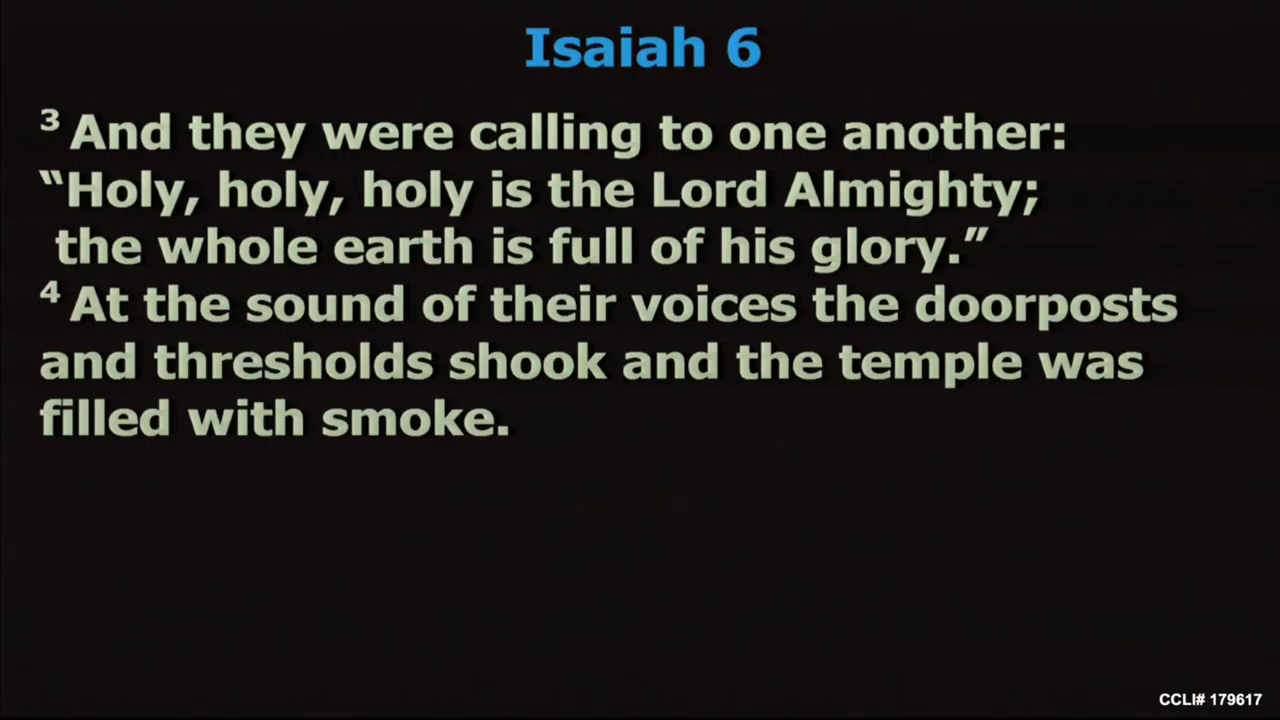 Isaiah 6
³ And they were calling to one another:
“Holy, holy, holy is the Lord Almighty;
the whole earth is full of his glory.”
⁴ At the sound of their voices the doorposts
and thresholds shook and the temple was
filled with smoke.
CCLI# 179617